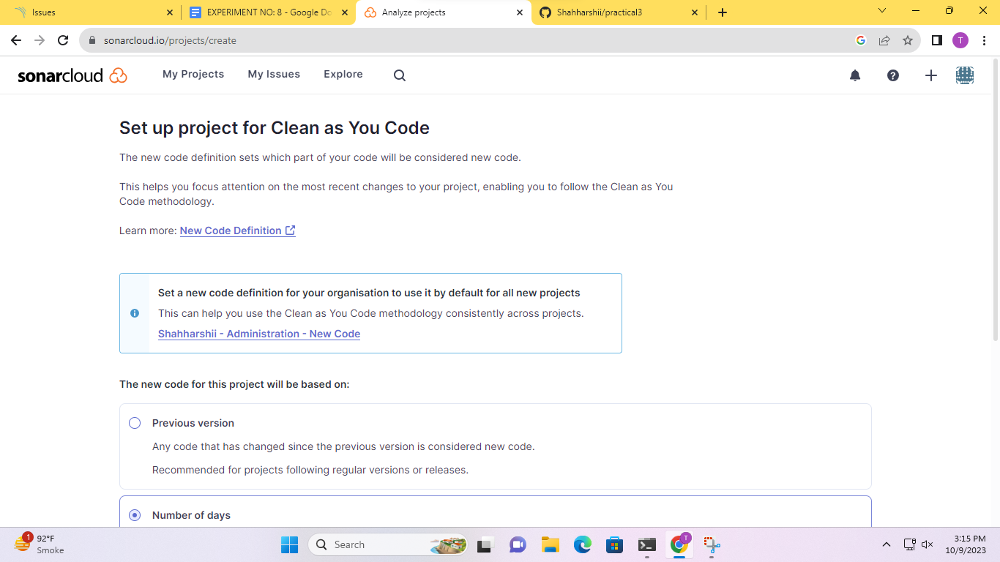 Issues
EXPERIMENT NO: 8 - Google Do
Analyze projects
Shahharshii/practical3
sonarcloud.io/projects/create
T
sonarcloud
My Projects
My Issues
Explore
Set up project for Clean as You Code
The new code definition sets which part of your code will be considered new code.
This helps you focus attention on the most recent changes to your project, enabling you to follow the Clean as You
Code methodology.
Learn more: New Code Definition
Set a new code definition for your organisation to use it by default for all new projects
This can help you use the Clean as You Code methodology consistently across projects.
Shahharshii - Administration - New Code
The new code for this project will be based on:
Previous version
Any code that has changed since the previous version is considered new code.
Recommended for projects following regular versions or releases.
Number of days
1
92°F
Smoke
Search
T
3:15 PM
10/9/2023